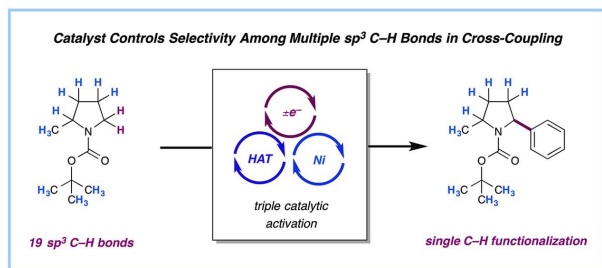 Catalyst Controls Selectivity Among Multiple sp³ C–H Bonds in Cross-Coupling
H H H H
H H
H
H₃C N
O
O
H₃C CH₃
CH₃
19 sp³ C–H bonds
±e⁻
HAT Ni
triple catalytic
activation
H H H H
H
H₃C N
O
O
H₃C CH₃
CH₃
single C–H functionalization